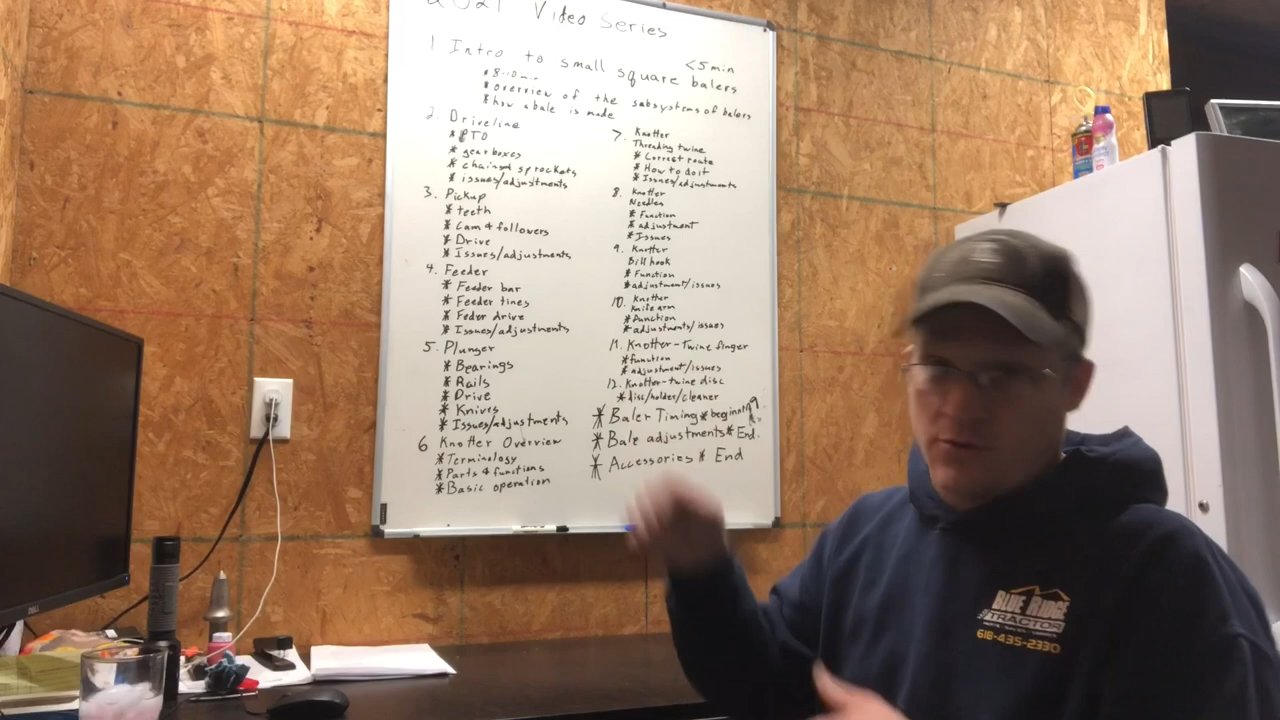 2021 Video Series
1 Intro to small square balers <5min
* 8-10min
* overview of the subsystems of balers
* how a bale is made
2. Driveline
* PTO
* gear boxes
* chain and sprockets
* issues/adjustments
3. Pickup
* teeth
* Cam & followers
* Drive
* Issues/adjustments
4. Feeder
* Feeder bar
* Feeder tines
* Feder drive
* Issues/adjustments
5. Plunger
* Bearings
* Rails
* Drive
* Knives
* Issues/adjustments
6 Knotter Overview
* Terminology
* Parts & functions
* Basic operation
7. Knotter
Threading twine
* Correct route
* How to do it
* Issues/adjustments
8. Knotter
Needles
* Function
* adjustment
* Issues
9. Knotter
Bill hook
* Function
* adjustment/issues
10. Knotter
Knife arm
* function
* adjustments/issues
11. Knotter-Twine finger
* function
* adjustment/issues
12. Knotter-twine disc
* disc/holder/cleaner
* Baler Timing * beginning
* Bale adjustments * End.
* Accessories * End
DELL
BLUE RIDGE
TRACTOR
618-435-2330